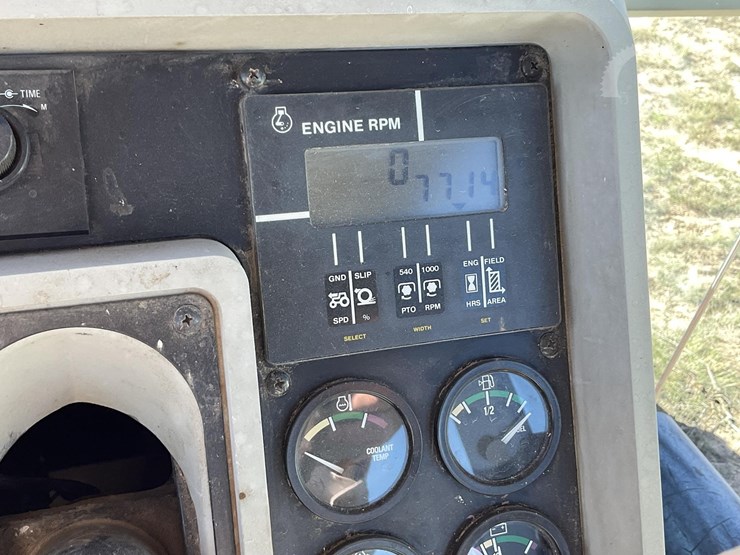 TIME
M
ENGINE RPM
0
7714
GND SLIP 540 1000 ENG FIELD
SPD % PTO RPM HRS AREA
SELECT WIDTH SET
COOLANT
TEMP
1/2